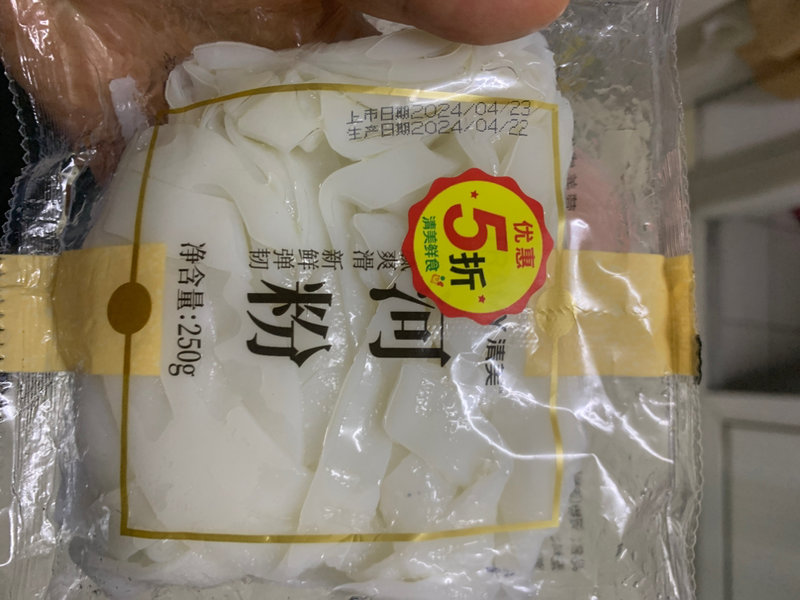 上市日期2024/04/23
生产日期2024/04/22
优惠
5折
清美鲜食
清美
河粉
爽滑
新鲜弹韧
净含量:250g